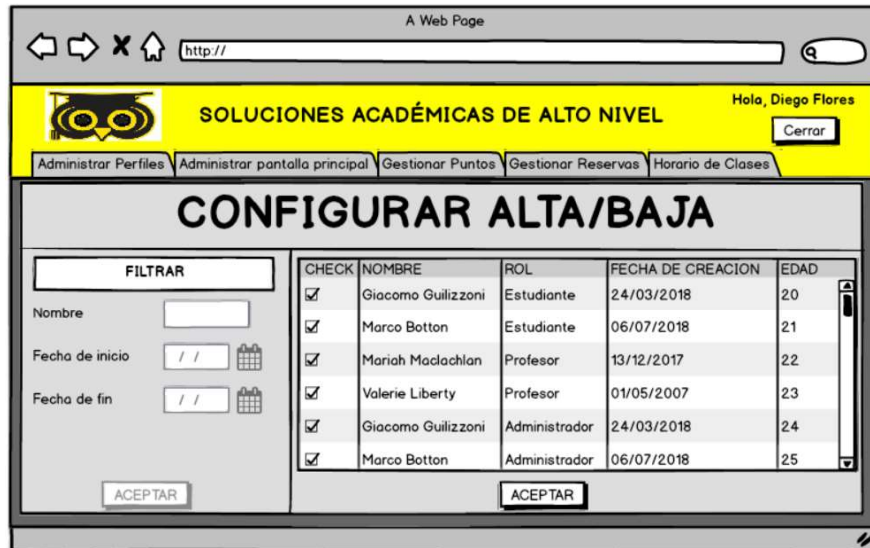 A Web Page
http://
SOLUCIONES ACADÉMICAS DE ALTO NIVEL
Hola, Diego Flores
Cerrar
Administrar Perfiles Administrar pantalla principal Gestionar Puntos Gestionar Reservas Horario de Clases
CONFIGURAR ALTA/BAJA
FILTRAR
Nombre
Fecha de inicio / /
Fecha de fin / /
ACEPTAR
CHECK NOMBRE ROL FECHA DE CREACION EDAD
Giacomo Guilizzoni Estudiante 24/03/2018 20
Marco Botton Estudiante 06/07/2018 21
Mariah Maclachlan Profesor 13/12/2017 22
Valerie Liberty Profesor 01/05/2007 23
Giacomo Guilizzoni Administrador 24/03/2018 24
Marco Botton Administrador 06/07/2018 25
ACEPTAR